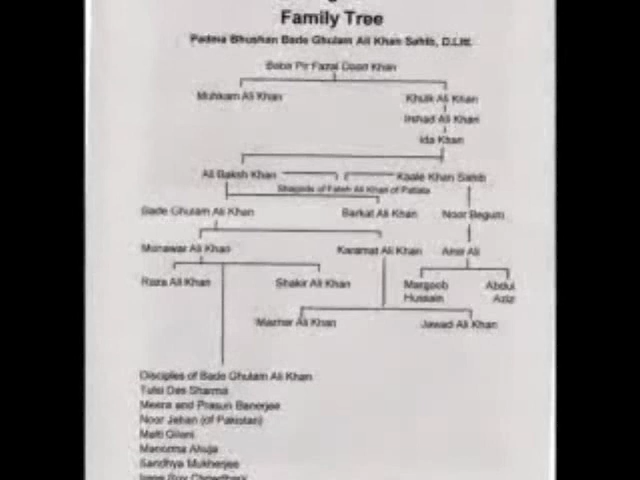 Family Tree
Padma Bhushan Bade Ghulam Ali Khan Sahib, D.Litt.
Baba Pir Fazal Daad Khan
Muhkam Ali Khan
Khulk Ali Khan
Irshad Ali Khan
Ida Khan
Ali Baksh Khan
Kaale Khan Sahib
Shagirds of Fateh Ali Khan of Patiala
Bade Ghulam Ali Khan
Barkat Ali Khan
Noor Begum
Munawar Ali Khan
Karamat Ali Khan
Amir Ali
Raza Ali Khan
Shakir Ali Khan
Margoob Hussain
Abdul Aziz
Mazhar Ali Khan
Jawad Ali Khan
Disciples of Bade Ghulam Ali Khan
Tulsi Das Sharma
Meera and Prasun Banerjee
Noor Jehan (of Pakistan)
Malti Gilani
Manorma Ahuja
Sandhya Mukherjee